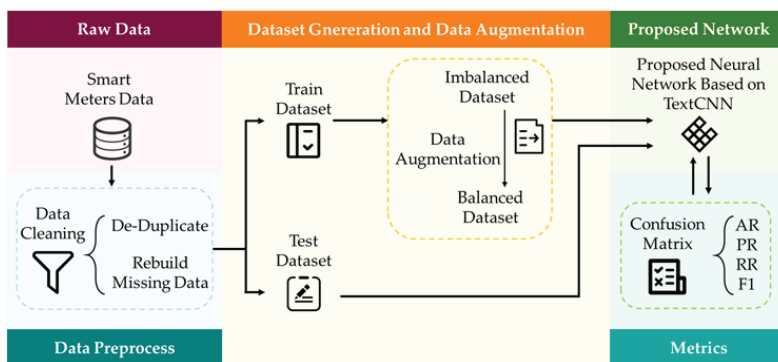 Raw Data
Dataset Gnereration and Data Augmentation
Proposed Network
Smart
Meters Data
Data
Cleaning
De-Duplicate
Rebuild
Missing Data
Data Preprocess
Train
Dataset
Test
Dataset
Imbalanced
Dataset
Data
Augmentation
Balanced
Dataset
Proposed Neural
Network Based on
TextCNN
Confusion
Matrix
AR
PR
RR
F1
Metrics